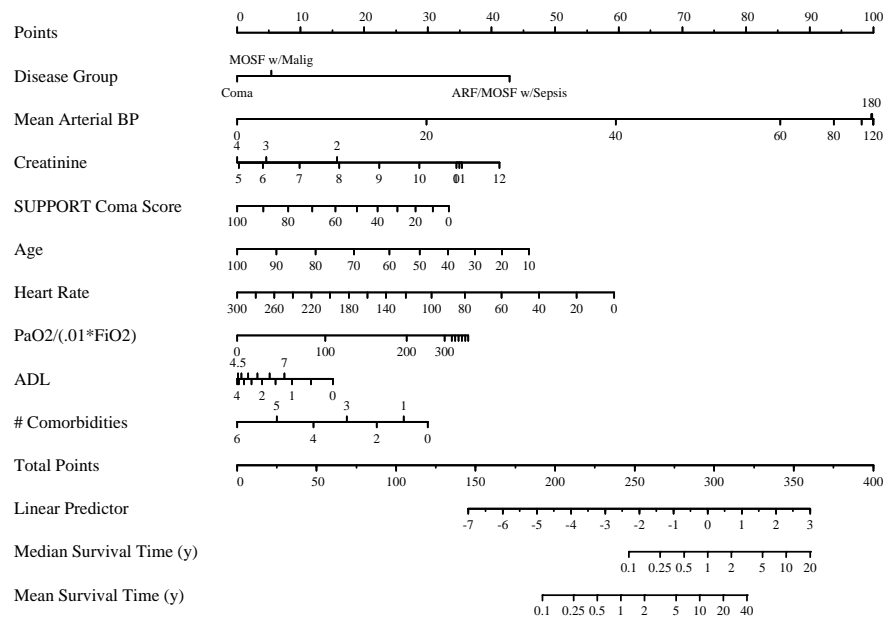 Points
0 10 20 30 40 50 60 70 80 90 100
Disease Group
MOSF w/Malig
Coma ARF/MOSF w/Sepsis
Mean Arterial BP
180
0 20 40 60 80 120
Creatinine
4 3 2
5 6 7 8 9 10 11 12
SUPPORT Coma Score
100 80 60 40 20 0
Age
100 90 80 70 60 50 40 30 20 10
Heart Rate
300 260 220 180 140 100 80 60 40 20 0
PaO2/(.01*FiO2)
0 100 200 300
ADL
4.5 7
4 2 1 0
# Comorbidities
5 3 1
6 4 2 0
Total Points
0 50 100 150 200 250 300 350 400
Linear Predictor
-7 -6 -5 -4 -3 -2 -1 0 1 2 3
Median Survival Time (y)
0.1 0.25 0.5 1 2 5 10 20
Mean Survival Time (y)
0.1 0.25 0.5 1 2 5 10 20 40